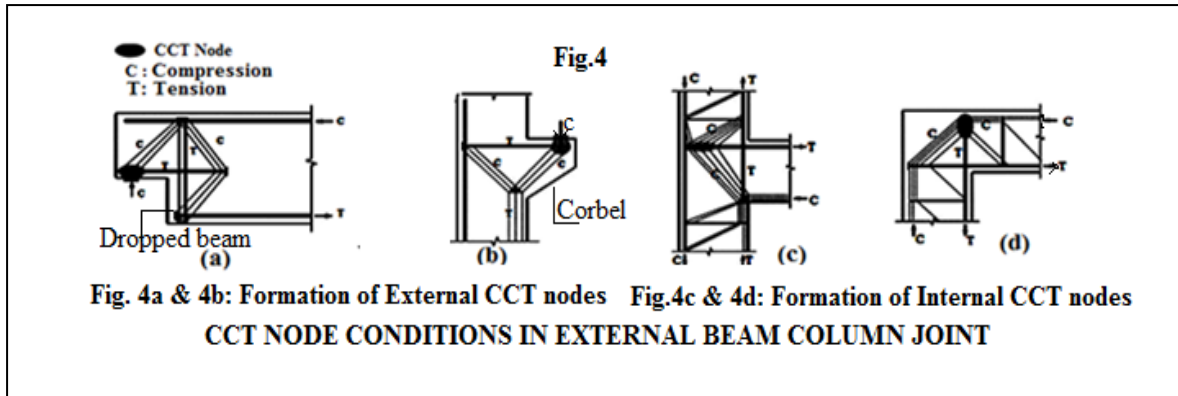 CCT Node
C : Compression
T: Tension
Fig.4
C
C
T
T
C
C
T
Dropped beam
(a)
C
T
C
C
T
Corbel
(b)
C
T
C
T
C
T
C
(c)
C
C
C
T
T
C
T
(d)
Fig. 4a & 4b: Formation of External CCT nodes
Fig.4c & 4d: Formation of Internal CCT nodes
CCT NODE CONDITIONS IN EXTERNAL BEAM COLUMN JOINT